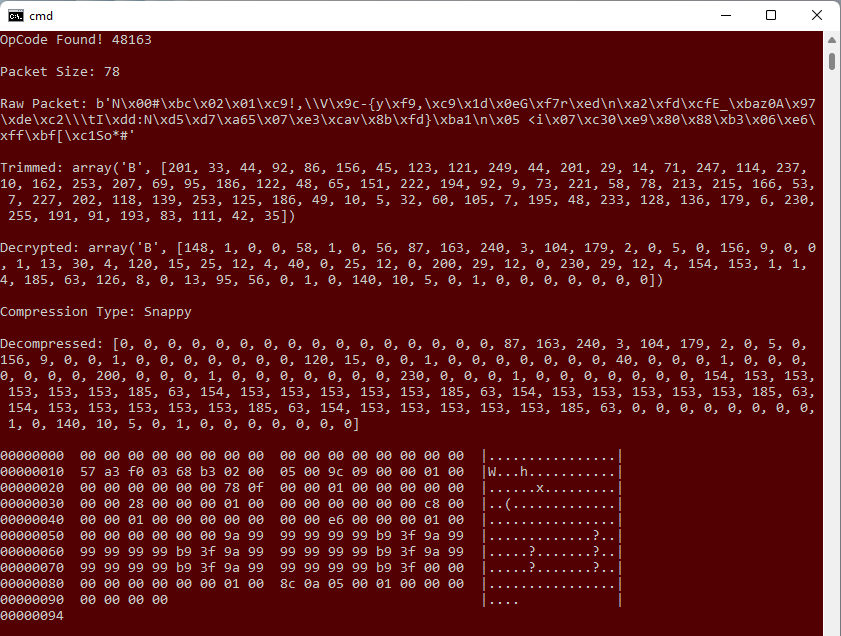 cmd
OpCode Found! 48163
Packet Size: 78
Raw Packet: b'N\x00#\xbc\x02\x01\xc9!,\\V\x9c-{y\xf9,\xc9\x1d\x0eG\xf7r\xed\n\xa2\xfd\xcfE_\xbaz0A\x97
\xde\xc2\\\tI\xdd:N\xd5\xd7\xa65\x07\xe3\xcav\x8b\xfd}\xba1\n\x05 <i\x07\xc30\xe9\x80\x88\xb3\x06\xe6\
xff\xbf[\xc1So*#'
Trimmed: array('B', [201, 33, 44, 92, 86, 156, 45, 123, 121, 249, 44, 201, 29, 14, 71, 247, 114, 237,
10, 162, 253, 207, 69, 95, 186, 122, 48, 65, 151, 222, 194, 92, 9, 73, 221, 58, 78, 213, 215, 166, 53,
7, 227, 202, 118, 139, 253, 125, 186, 49, 10, 5, 32, 60, 105, 7, 195, 48, 233, 128, 136, 179, 6, 230,
255, 191, 91, 193, 83, 111, 42, 35])
Decrypted: array('B', [148, 1, 0, 0, 58, 1, 0, 56, 87, 163, 240, 3, 104, 179, 2, 0, 5, 0, 156, 9, 0, 0
, 1, 13, 30, 4, 120, 15, 25, 12, 4, 40, 0, 25, 12, 0, 200, 29, 12, 0, 230, 29, 12, 4, 154, 153, 1, 1,
4, 185, 63, 126, 8, 0, 13, 95, 56, 0, 1, 0, 140, 10, 5, 0, 1, 0, 0, 0, 0, 0, 0, 0])
Compression Type: Snappy
Decompressed: [0, 0, 0, 0, 0, 0, 0, 0, 0, 0, 0, 0, 0, 0, 0, 0, 87, 163, 240, 3, 104, 179, 2, 0, 5, 0,
156, 9, 0, 0, 0, 1, 0, 0, 0, 0, 0, 0, 0, 120, 15, 0, 0, 1, 0, 0, 0, 0, 0, 0, 0, 40, 0, 0, 0, 1, 0, 0, 0,
0, 0, 0, 0, 200, 0, 0, 0, 1, 0, 0, 0, 0, 0, 0, 0, 230, 0, 0, 0, 1, 0, 0, 0, 0, 0, 0, 0, 154, 153, 153,
153, 153, 153, 185, 63, 154, 153, 153, 153, 153, 153, 185, 63, 154, 153, 153, 153, 153, 153, 185, 63,
154, 153, 153, 153, 153, 153, 185, 63, 154, 153, 153, 153, 153, 153, 185, 63, 0, 0, 0, 0, 0, 0, 0, 0,
1, 0, 140, 10, 5, 0, 1, 0, 0, 0, 0, 0, 0, 0]
00000000 00 00 00 00 00 00 00 00 00 00 00 00 00 00 00 00 |................|
00000010 57 a3 f0 03 68 b3 02 00 05 00 9c 09 00 00 01 00 |W...h...........|
00000020 00 00 00 00 00 00 78 0f 00 00 01 00 00 00 00 00 |......x.........|
00000030 00 00 28 00 00 00 01 00 00 00 00 00 00 00 c8 00 |..(.............|
00000040 00 00 01 00 00 00 00 00 00 00 e6 00 00 00 01 00 |................|
00000050 00 00 00 00 00 00 9a 99 99 99 99 99 b9 3f 9a 99 |.............?..|
00000060 99 99 99 99 b9 3f 9a 99 99 99 99 99 b9 3f 9a 99 |.....?.......?..|
00000070 99 99 99 99 b9 3f 9a 99 99 99 99 99 b9 3f 00 00 |.....?.......?..|
00000080 00 00 00 00 00 00 01 00 8c 0a 05 00 01 00 00 00 |................|
00000090 00 00 00 00 |....|
00000094